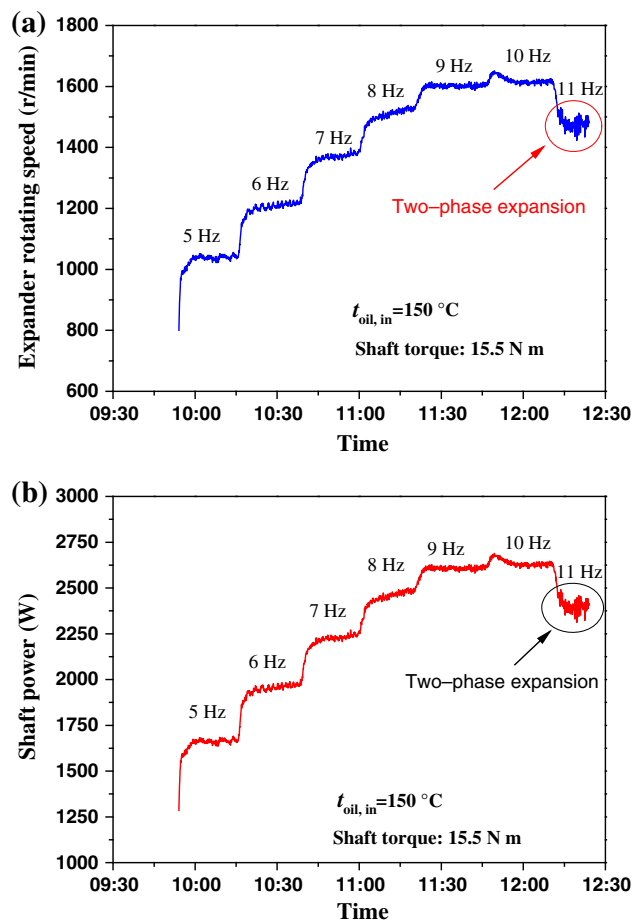 (a)
Expander rotating speed (r/min)
1800
1600
1400
1200
1000
800
600
5 Hz
6 Hz
7 Hz
8 Hz
9 Hz
10 Hz
11 Hz
Two–phase expansion
t oil, in=150 °C
Shaft torque: 15.5 N m
09:30 10:00 10:30 11:00 11:30 12:00 12:30
Time
(b)
Shaft power (W)
3000
2750
2500
2250
2000
1750
1500
1250
1000
5 Hz
6 Hz
7 Hz
8 Hz
9 Hz
10 Hz
11 Hz
Two–phase expansion
t oil, in=150 °C
Shaft torque: 15.5 N m
09:30 10:00 10:30 11:00 11:30 12:00 12:30
Time